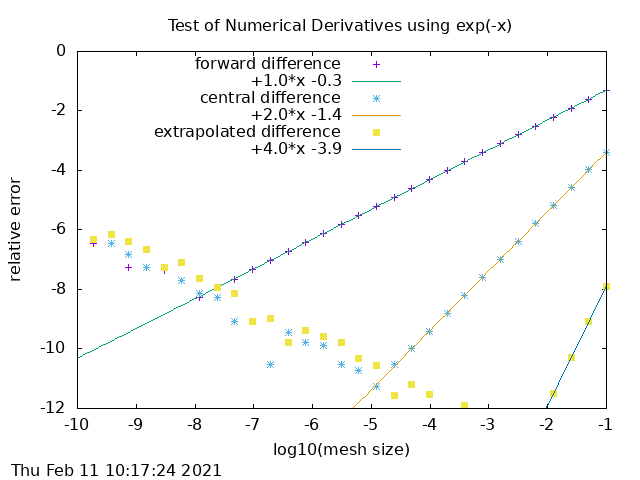 Test of Numerical Derivatives using exp(-x)
forward difference
+1.0*x -0.3
central difference
+2.0*x -1.4
extrapolated difference
+4.0*x -3.9
relative error
0
-2
-4
-6
-8
-10
-12
-10
-9
-8
-7
-6
-5
-4
-3
-2
-1
log10(mesh size)
Thu Feb 11 10:17:24 2021